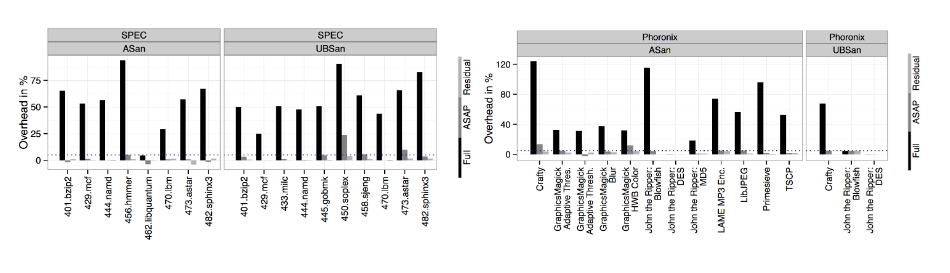 SPEC
ASan
SPEC
UBSan
Overhead in %
75
50
25
0
401.bzip2
429.mcf
444.namd
456.hmmer
462.libquantum
470.lbm
473.astar
482.sphinx3
401.bzip2
429.mcf
433.milc
444.namd
445.gobmk
450.soplex
458.sjeng
470.lbm
473.astar
482.sphinx3
Full
ASAP
Residual
Phoronix
ASan
Phoronix
UBSan
Overhead in %
120
80
40
0
Crafty
GraphicsMagick
Adaptive Thres.
GraphicsMagick
Adaptive Thresh.
GraphicsMagick
Blur
GraphicsMagick
HWB Color
John the Ripper:
Blowfish
John the Ripper:
DES
John the Ripper:
MD5
LAME MP3 Enc.
LibJPEG
Primesieve
TSCP
Crafty
John the Ripper:
Blowfish
John the Ripper:
DES
Full
ASAP
Residual